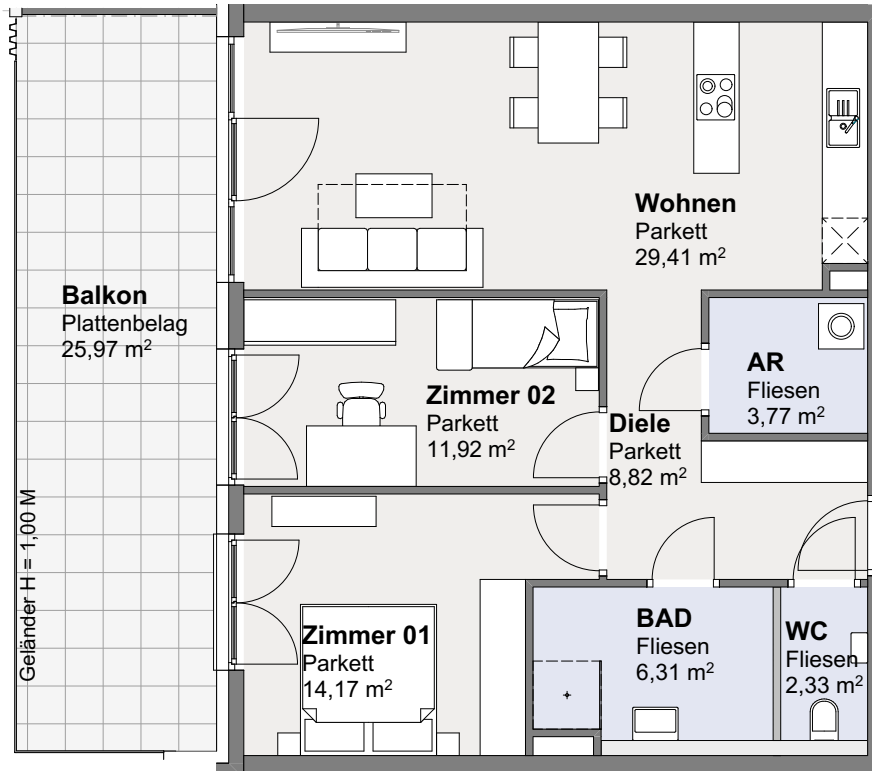 Wohnen
Parkett
29,41 m²
Balkon
Plattenbelag
25,97 m²
AR
Fliesen
3,77 m²
Zimmer 02
Parkett
11,92 m²
Diele
Parkett
8,82 m²
Geländer H = 1,00 M
Zimmer 01
Parkett
14,17 m²
BAD
Fliesen
6,31 m²
WC
Fliesen
2,33 m²